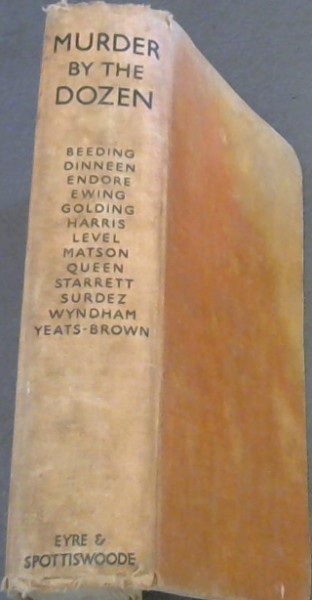 MURDER
BY THE
DOZEN
BEEDING
DINNEEN
ENDORE
EWING
GOLDING
HARRIS
LEVEL
MATSON
QUEEN
STARRETT
SURDEZ
WYNDHAM
YEATS-BROWN
EYRE &
SPOTTISWOODE